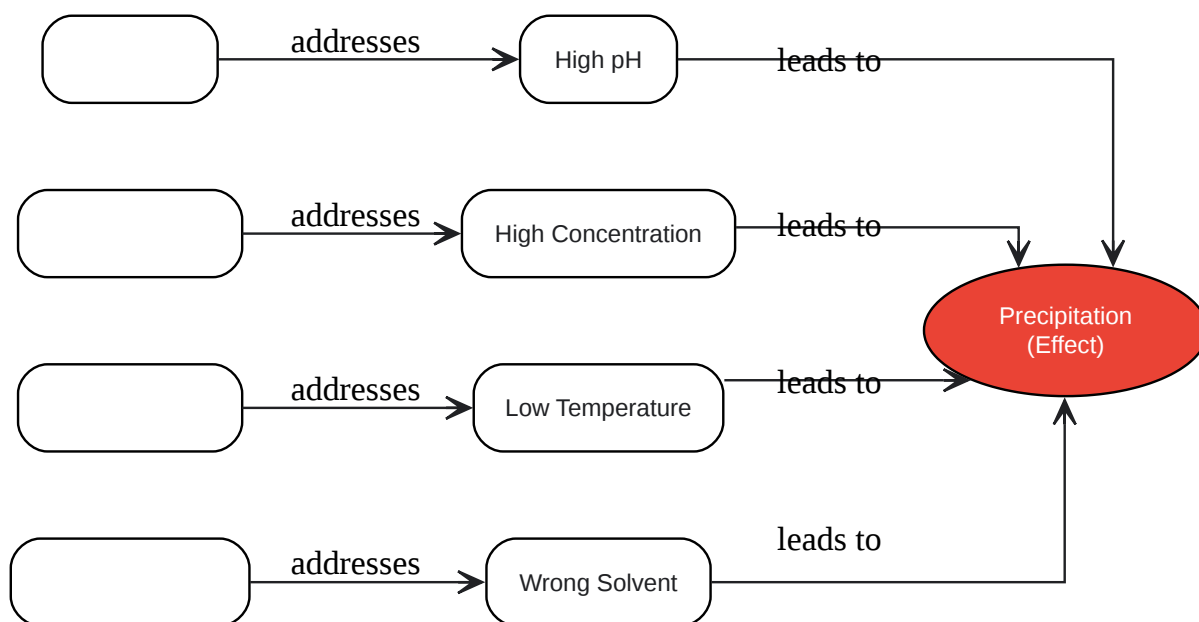 addresses
High pH
leads to
addresses
High Concentration
leads to
Precipitation
(Effect)
addresses
Low Temperature
leads to
addresses
Wrong Solvent
leads to